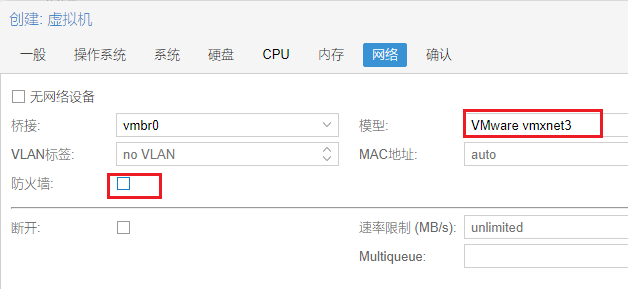 创建: 虚拟机
一般 操作系统 系统 硬盘 CPU 内存 网络 确认
无网络设备
桥接: vmbr0 模型: VMware vmxnet3
VLAN标签: no VLAN MAC地址: auto
防火墙:
断开: 速率限制 (MB/s): unlimited
Multiqueue: